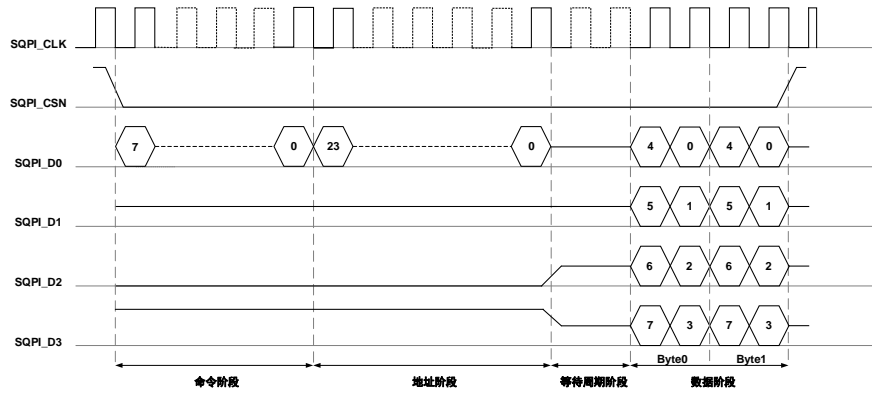 SQPI_CLK
SQPI_CSN
SQPI_D0
7 0 23 0 4 0 4 0
SQPI_D1
5 1 5 1
SQPI_D2
6 2 6 2
SQPI_D3
7 3 7 3
Byte0 Byte1
命令阶段 地址阶段 等待周期阶段 数据阶段